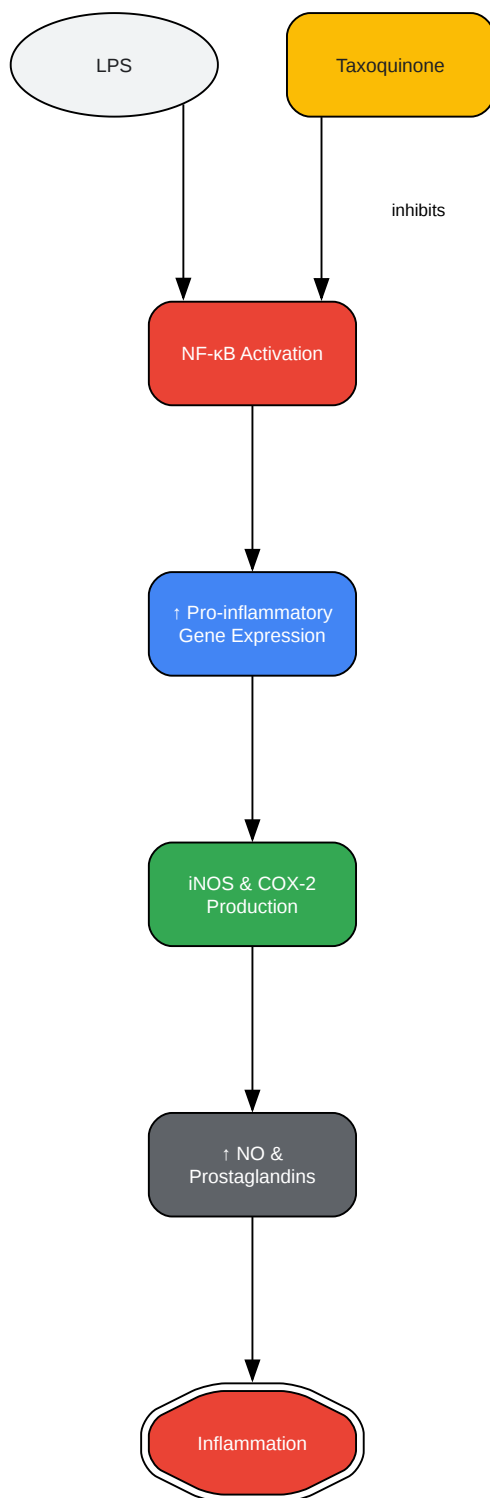 LPS
Taxoquinone
inhibits
NF-κB Activation
↑ Pro-inflammatory
Gene Expression
iNOS & COX-2
Production
↑ NO &
Prostaglandins
Inflammation